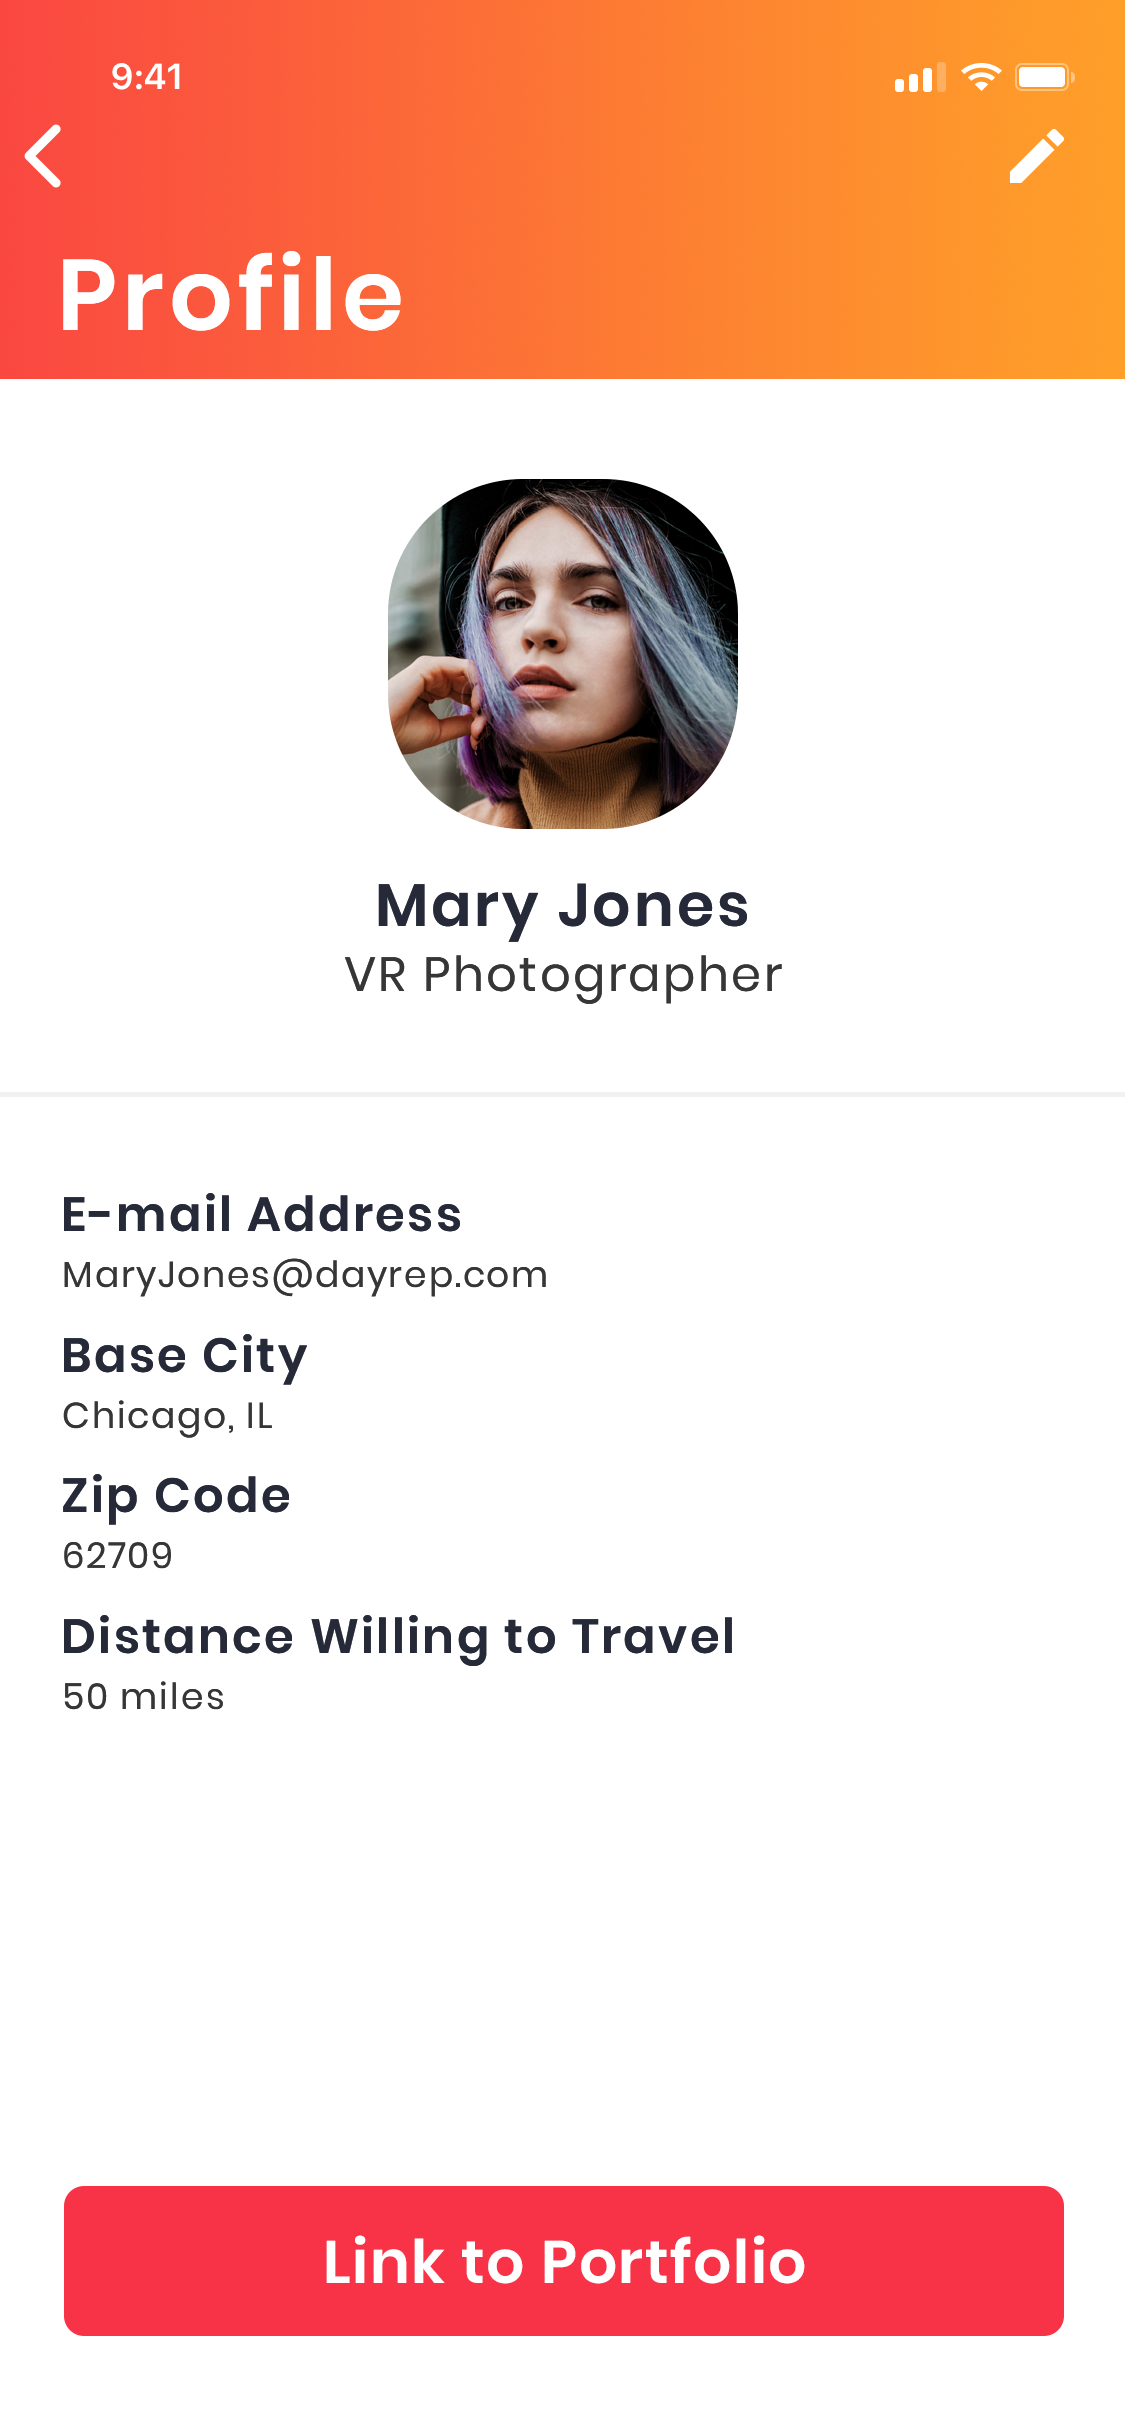 9:41
Profile
Mary Jones
VR Photographer
E-mail Address
MaryJones@dayrep.com
Base City
Chicago, IL
Zip Code
62709
Distance Willing to Travel
50 miles
Link to Portfolio